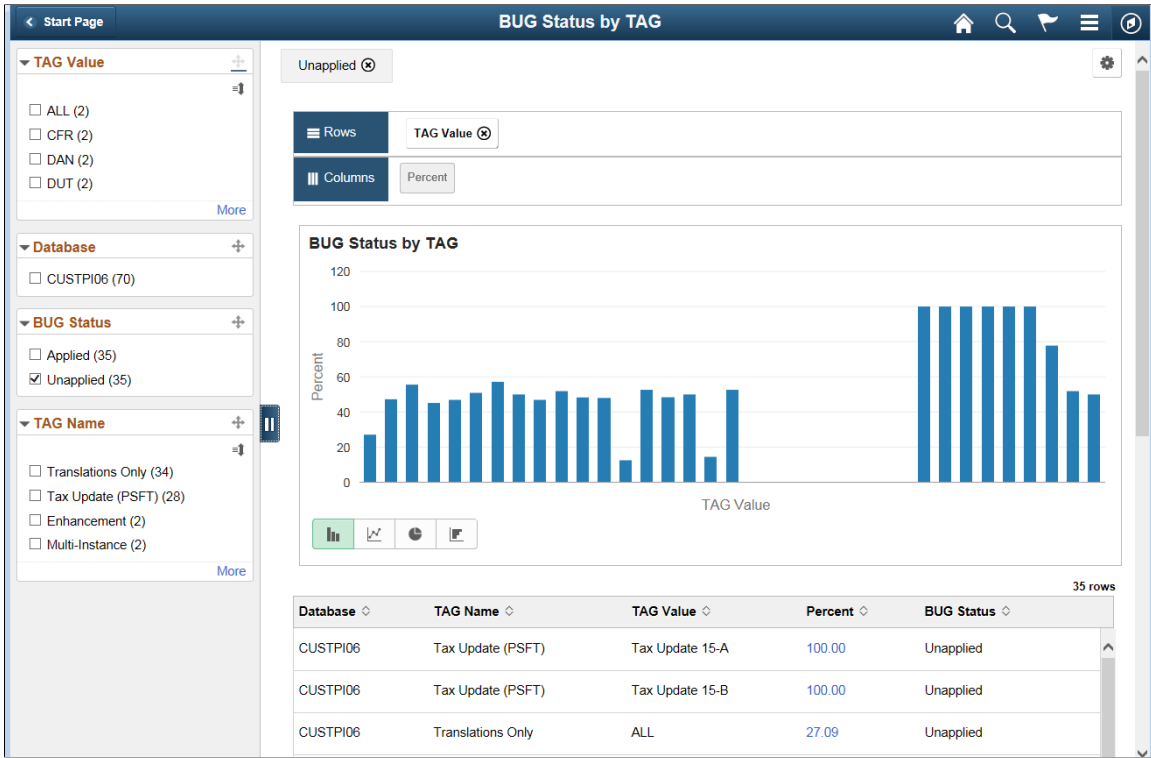 Start Page
BUG Status by TAG
TAG Value
ALL (2)
CFR (2)
DAN (2)
DUT (2)
More
Database
CUSTPI06 (70)
BUG Status
Applied (35)
Unapplied (35)
TAG Name
Translations Only (34)
Tax Update (PSFT) (28)
Enhancement (2)
Multi-Instance (2)
More
Unapplied
Rows TAG Value
Columns Percent
BUG Status by TAG
120
100
80
60
40
20
0
Percent
TAG Value
35 rows
Database TAG Name TAG Value Percent BUG Status
CUSTPI06 Tax Update (PSFT) Tax Update 15-A 100.00 Unapplied
CUSTPI06 Tax Update (PSFT) Tax Update 15-B 100.00 Unapplied
CUSTPI06 Translations Only ALL 27.09 Unapplied